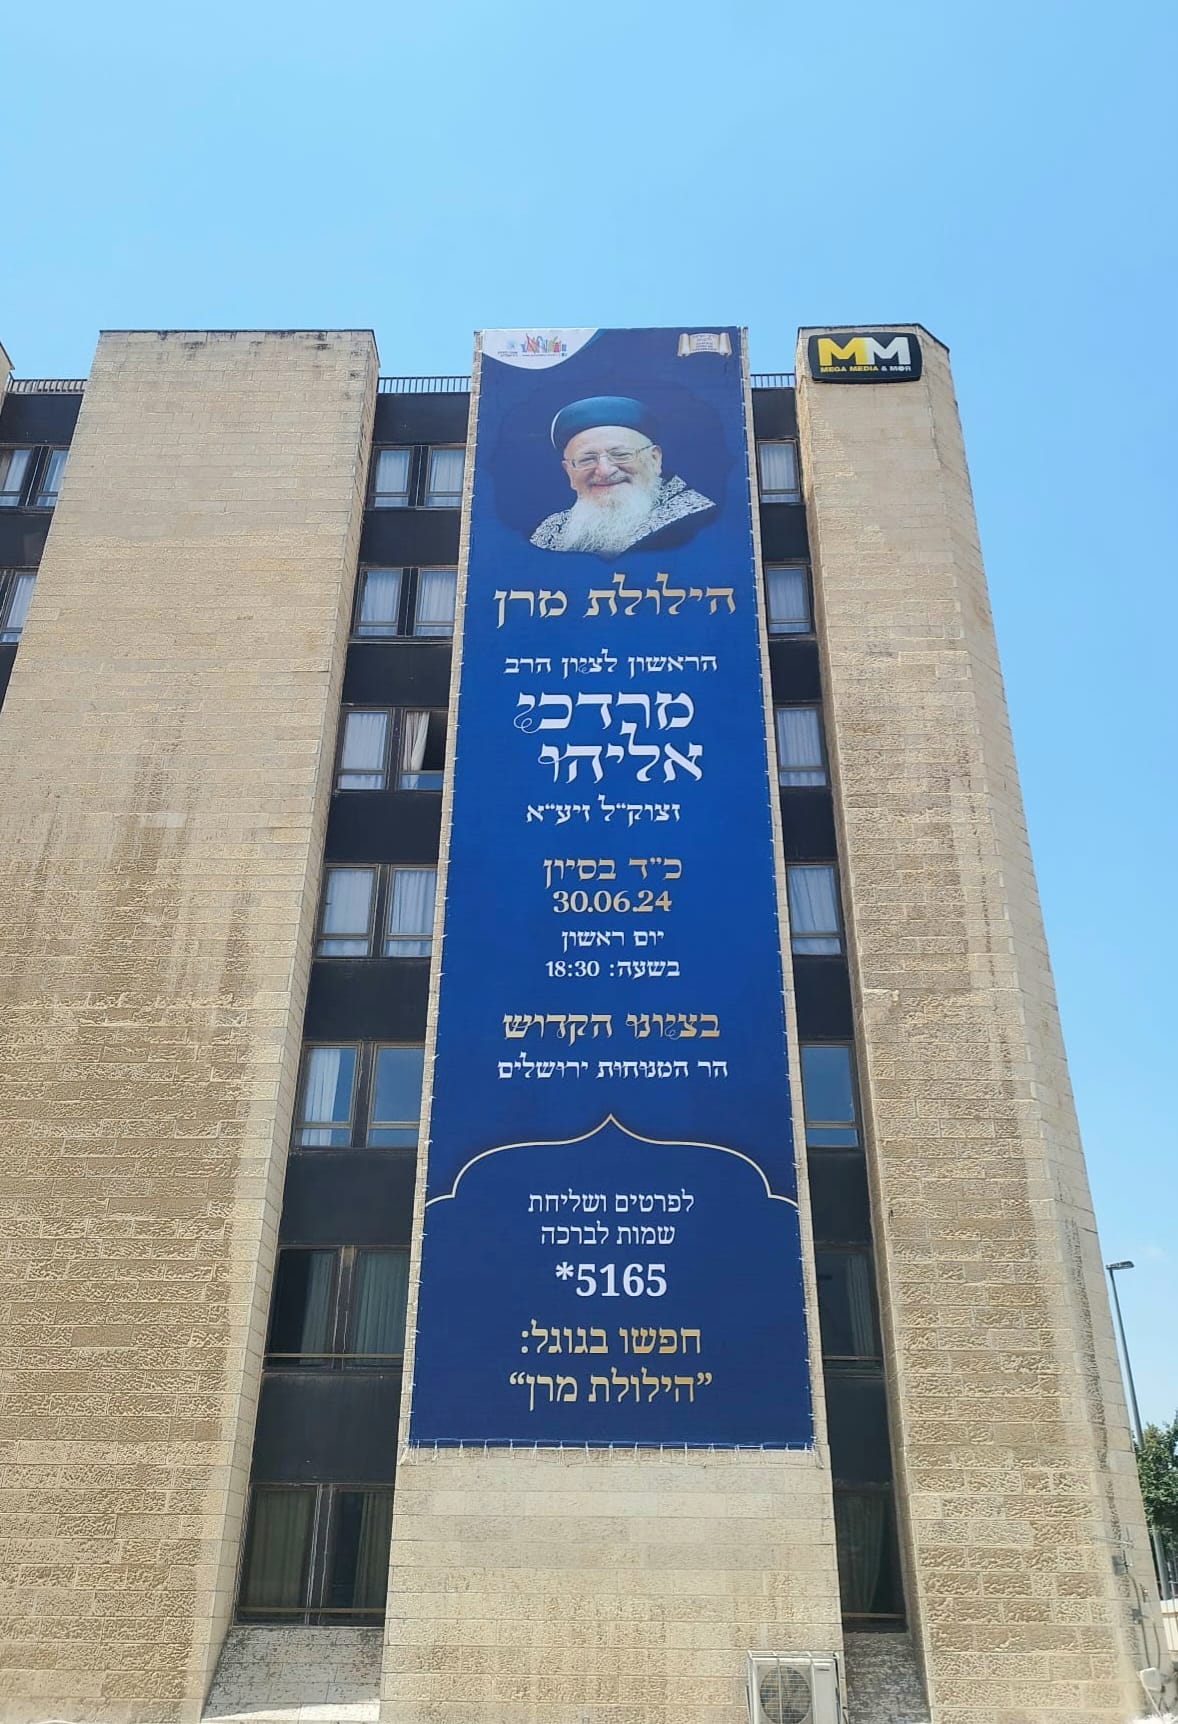 MM
MEGA MEDIA & MOR
הילולת מרן
הראשון לציון הרב
מרדכי
אליהו
זצוק״ל זיע״א
כ״ד בסיון
30.06.24
יום ראשון
בשעה: 18:30
בציונו הקדוש
הר המנוחות ירושלים
לפרטים ושליחת
שמות לברכה
*5165
חפשו בגוגל:
”הילולת מרן“